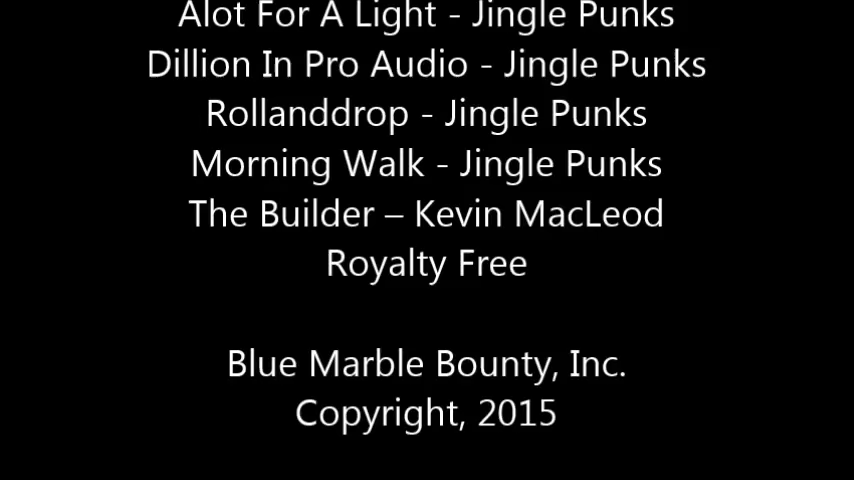 Alot For A Light - Jingle Punks
Dillion In Pro Audio - Jingle Punks
Rollanddrop - Jingle Punks
Morning Walk - Jingle Punks
The Builder – Kevin MacLeod
Royalty Free
Blue Marble Bounty, Inc.
Copyright, 2015